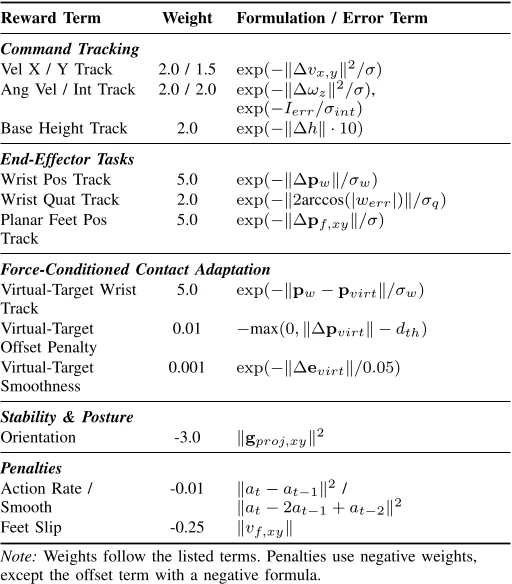 Reward Term Weight Formulation / Error Term
Command Tracking
Vel X / Y Track 2.0 / 1.5 exp(−‖Δv_{x,y}‖²/σ)
Ang Vel / Int Track 2.0 / 2.0 exp(−‖Δω_z‖²/σ),
exp(−I_{err}/σ_{int})
Base Height Track 2.0 exp(−‖Δh‖ · 10)
End-Effector Tasks
Wrist Pos Track 5.0 exp(−‖Δp_w‖/σ_w)
Wrist Quat Track 2.0 exp(−‖2arccos(|w_{err}|)‖/σ_q)
Planar Feet Pos 5.0 exp(−‖Δp_{f,xy}‖/σ)
Track
Force-Conditioned Contact Adaptation
Virtual-Target Wrist 5.0 exp(−‖p_w − p_{virt}‖/σ_w)
Track
Virtual-Target 0.01 −max(0, ‖Δp_{virt}‖ − d_{th})
Offset Penalty
Virtual-Target 0.001 exp(−‖Δe_{virt}‖/0.05)
Smoothness
Stability & Posture
Orientation -3.0 ‖g_{proj,xy}‖²
Penalties
Action Rate / -0.01 ‖a_t − a_{t−1}‖² /
Smooth ‖a_t − 2a_{t−1} + a_{t−2}‖²
Feet Slip -0.25 ‖v_{f,xy}‖
Note: Weights follow the listed terms. Penalties use negative weights,
except the offset term with a negative formula.